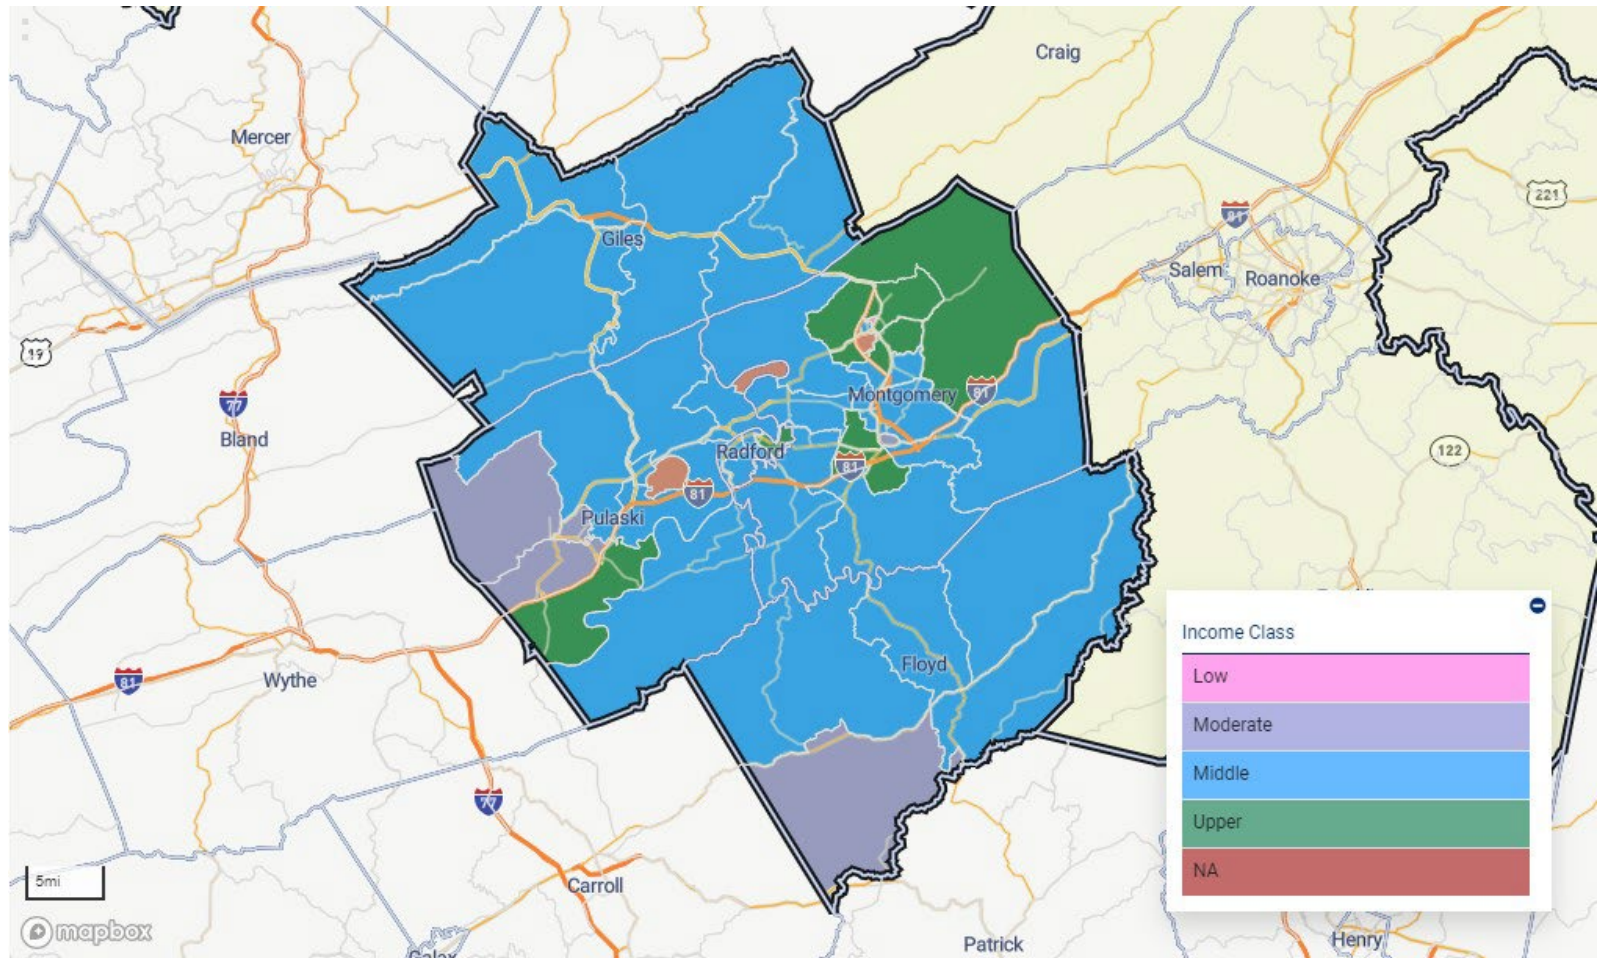 Craig
Mercer
221
81
Giles
Salem
Roanoke
19
77
Montgomery
81
Bland
Radford
122
81
81
Pulaski
Floyd
Wythe
81
77
Carroll
Patrick
Henry
Income Class
Low
Moderate
Middle
Upper
NA
5mi
mapbox